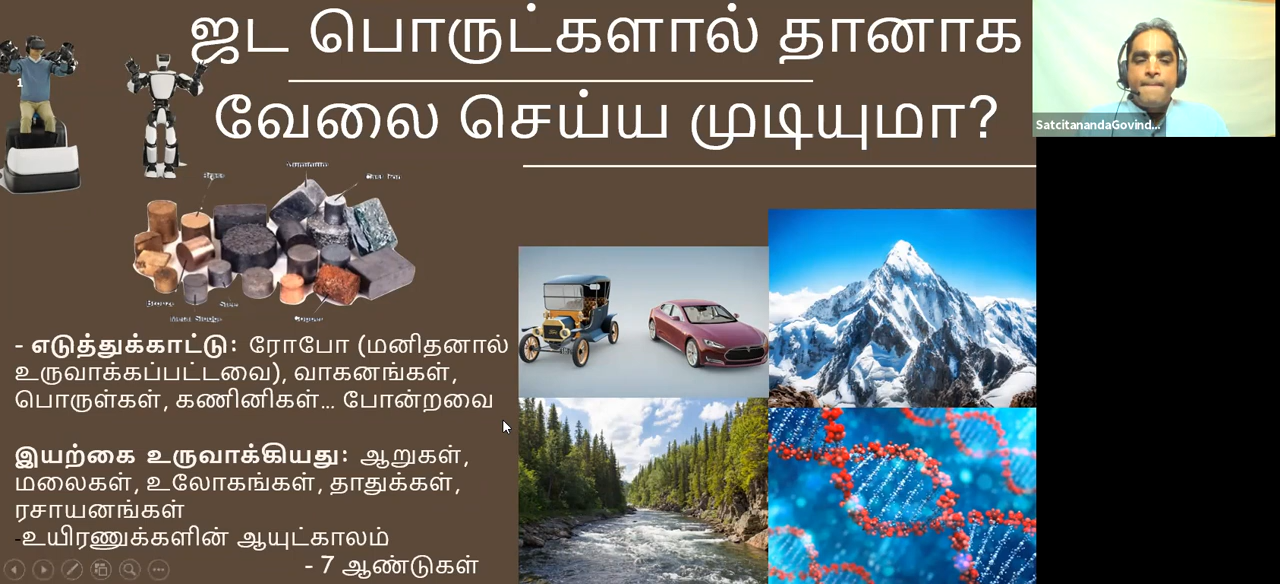 ஜட பொருட்களால் தானாக
வேலை செய்ய முடியுமா?
SatcitanandaGovind...
- எடுத்துக்காட்டு: ரோபோ (மனிதனால்
உருவாக்கப்பட்டவை), வாகனங்கள்,
பொருள்கள், கணினிகள்... போன்றவை
இயற்கை உருவாக்கியது: ஆறுகள்,
மலைகள், உலோகங்கள், தாதுக்கள்,
ரசாயனங்கள்
-உயிரணுக்களின் ஆயுட்காலம்
- 7 ஆண்டுகள்